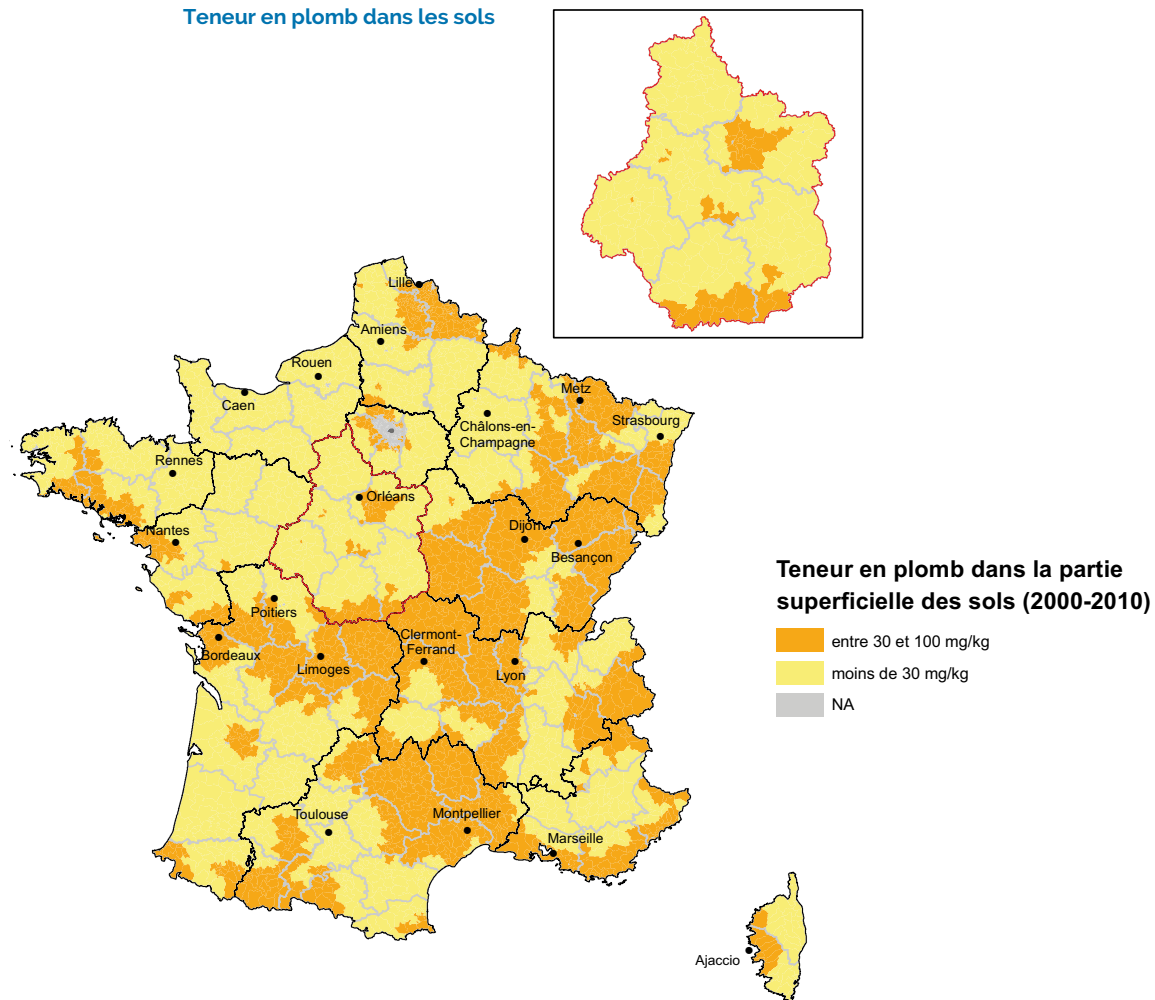 Teneur en plomb dans les sols
Lille
Amiens
Rouen
Caen
Metz
Strasbourg
Châlons-en-
Champagne
Rennes
Orléans
Nantes
Dijon
Besançon
Poitiers
Clermont-
Ferrand
Bordeaux
Limoges
Lyon
Toulouse
Montpellier
Marseille
Ajaccio
Teneur en plomb dans la partie
superficielle des sols (2000-2010)
entre 30 et 100 mg/kg
moins de 30 mg/kg
NA